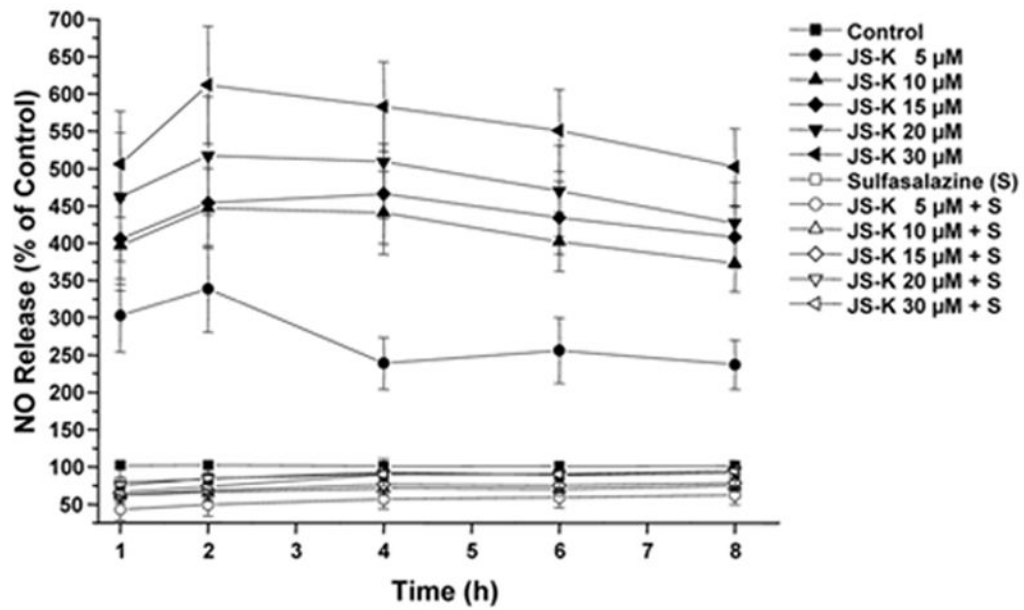 700
650
600
550
500
450
400
350
300
250
200
150
100
50
NO Release (% of Control)
1 2 3 4 5 6 7 8
Time (h)
Control
JS-K 5 µM
JS-K 10 µM
JS-K 15 µM
JS-K 20 µM
JS-K 30 µM
Sulfasalazine (S)
JS-K 5 µM + S
JS-K 10 µM + S
JS-K 15 µM + S
JS-K 20 µM + S
JS-K 30 µM + S